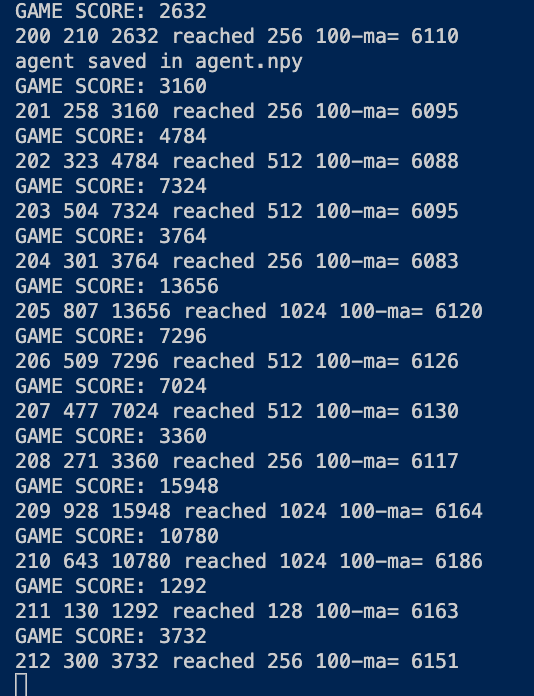 GAME SCORE: 2632
200 210 2632 reached 256 100-ma= 6110
agent saved in agent.npy
GAME SCORE: 3160
201 258 3160 reached 256 100-ma= 6095
GAME SCORE: 4784
202 323 4784 reached 512 100-ma= 6088
GAME SCORE: 7324
203 504 7324 reached 512 100-ma= 6095
GAME SCORE: 3764
204 301 3764 reached 256 100-ma= 6083
GAME SCORE: 13656
205 807 13656 reached 1024 100-ma= 6120
GAME SCORE: 7296
206 509 7296 reached 512 100-ma= 6126
GAME SCORE: 7024
207 477 7024 reached 512 100-ma= 6130
GAME SCORE: 3360
208 271 3360 reached 256 100-ma= 6117
GAME SCORE: 15948
209 928 15948 reached 1024 100-ma= 6164
GAME SCORE: 10780
210 643 10780 reached 1024 100-ma= 6186
GAME SCORE: 1292
211 130 1292 reached 128 100-ma= 6163
GAME SCORE: 3732
212 300 3732 reached 256 100-ma= 6151